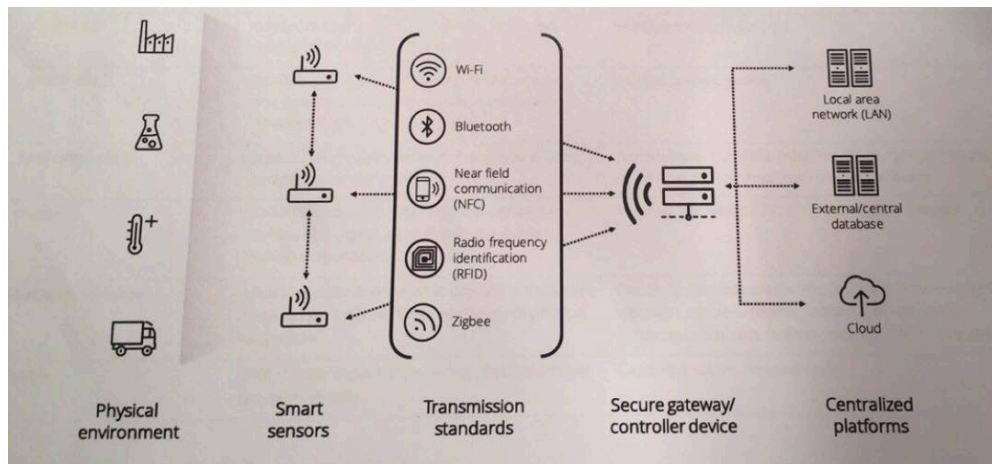 Wi-Fi
Bluetooth
Near field
communication
(NFC)
Radio frequency
identification
(RFID)
Zigbee
Local area
network (LAN)
External/central
database
Cloud
Physical
environment
Smart
sensors
Transmission
standards
Secure gateway/
controller device
Centralized
platforms